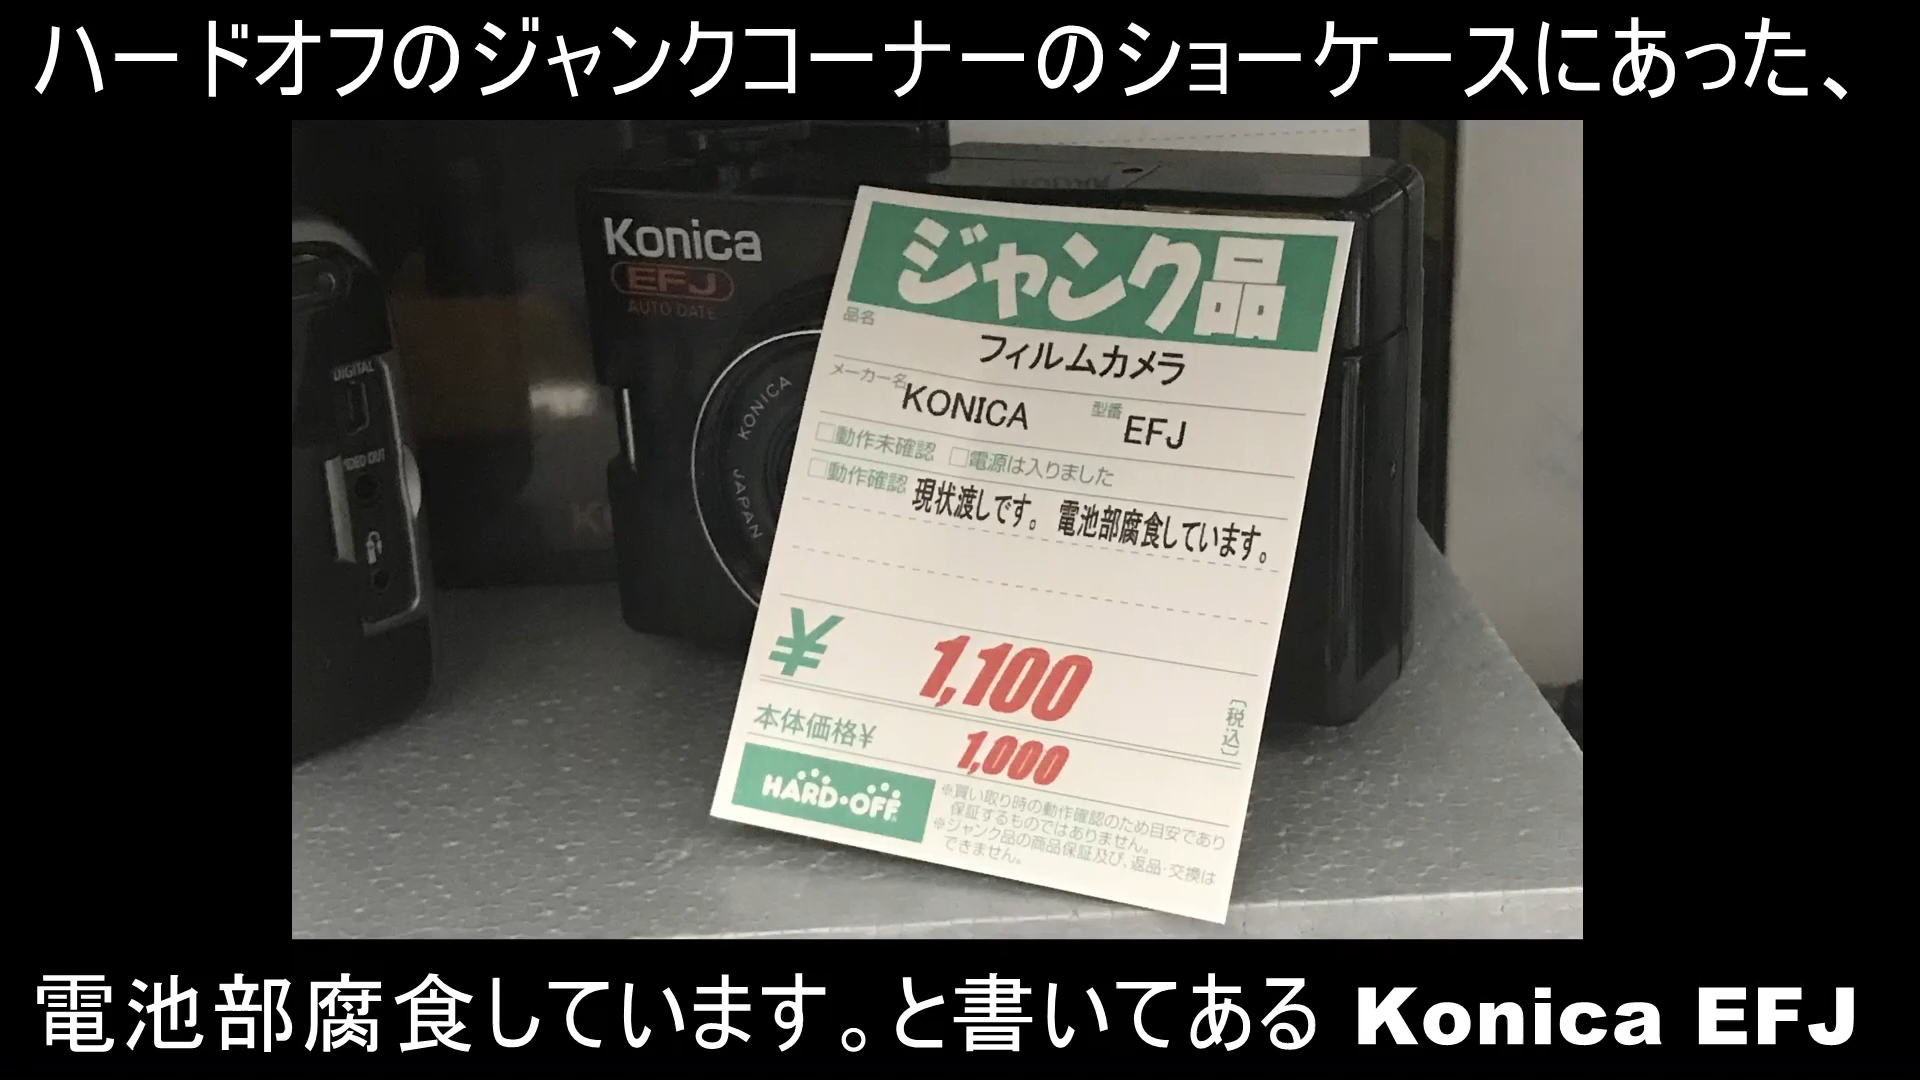 ハードオフのジャンクコーナーのショーケースにあった、
Konica
EFJ
AUTO DATE
KONICA
JAPAN
DIGITAL
VIDEO OUT
ジャンク品
品名
フィルムカメラ
メーカー名 KONICA 型番 EFJ
□動作未確認 □電源は入りました
□動作確認 現状渡しです。 電池部腐食しています。
¥ 1,100
〔税込〕
本体価格¥ 1,000
HARD・OFF
※買い取り時の動作確認のため目安であり
保証するものではありません。
※ジャンク品の商品保証及び、返品・交換は
できません。
電池部腐食しています。と書いてある Konica EFJ